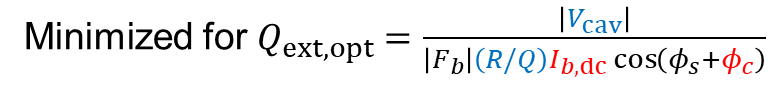 Minimized for Q_ext,opt = |V_cav| / (|F_b|(R/Q)I_b,dc cos(ϕ_s+ϕ_c))